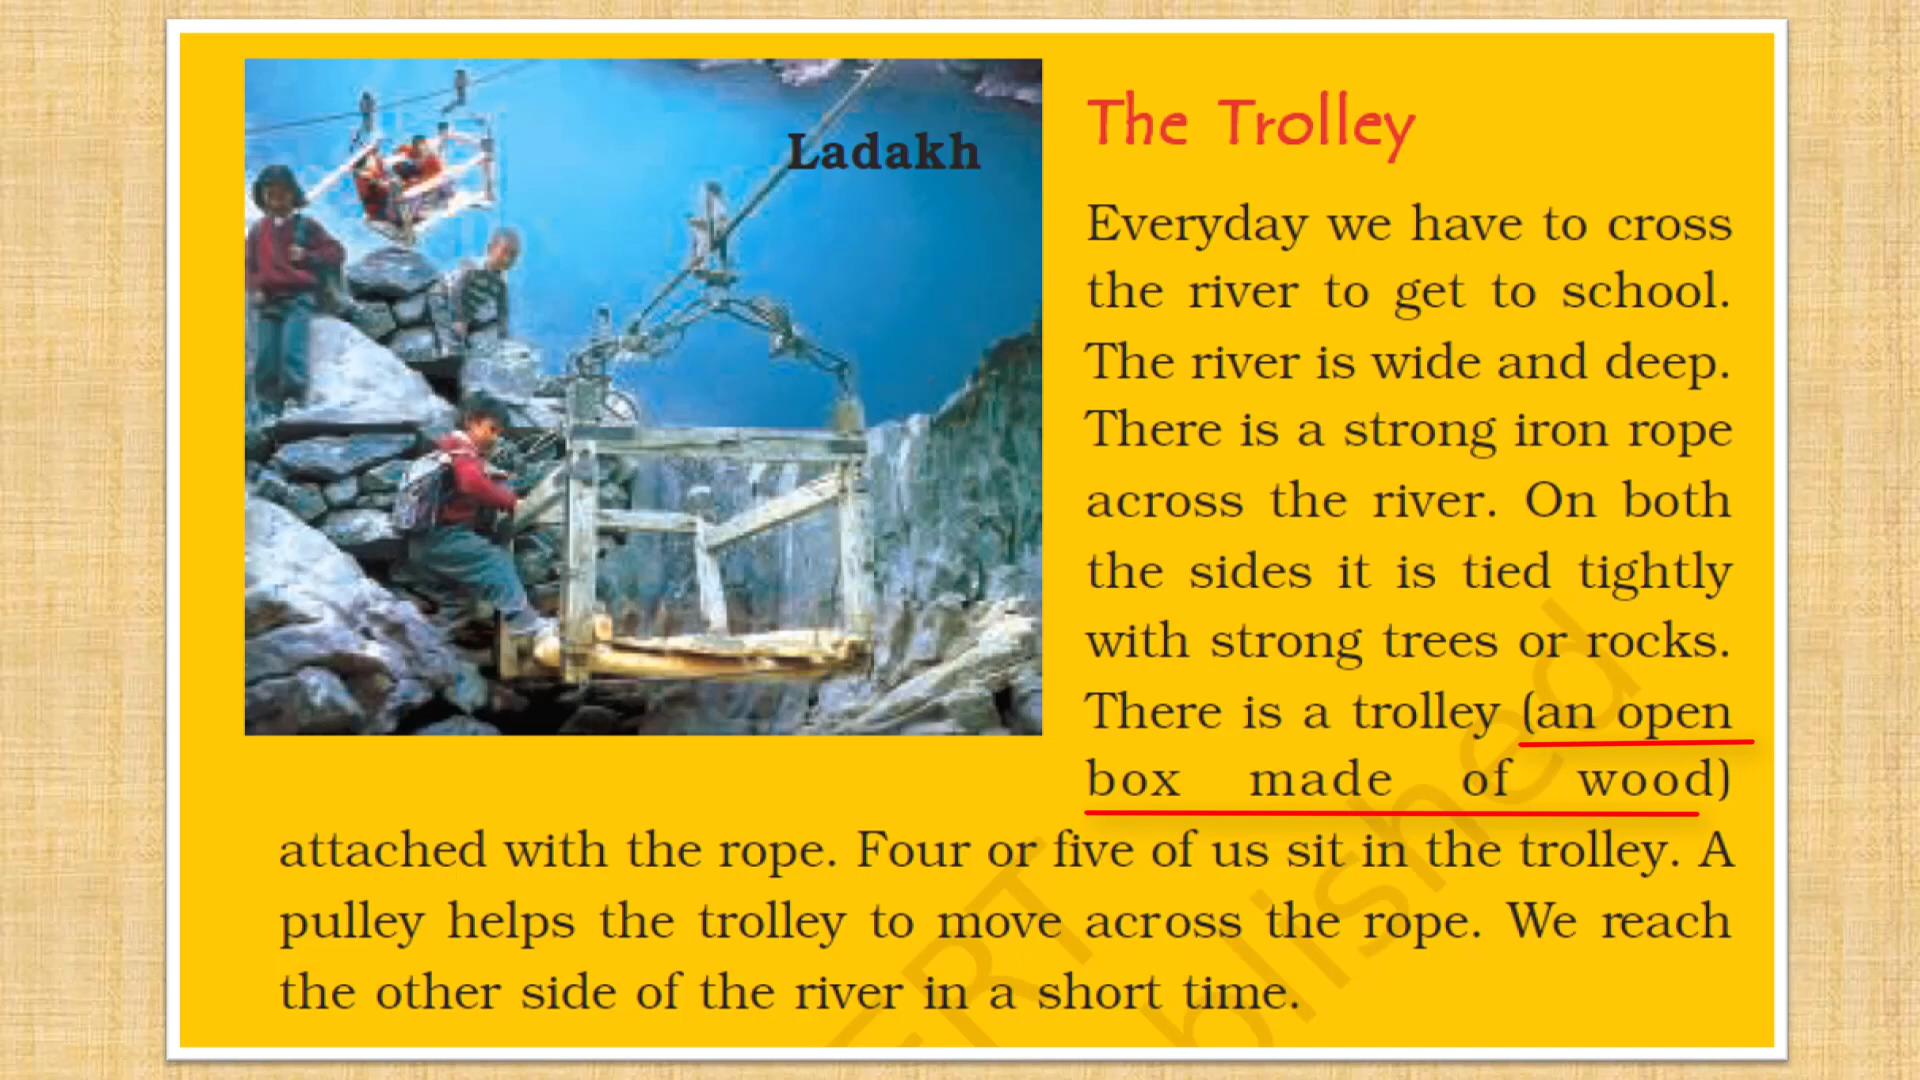 Ladakh
The Trolley
Everyday we have to cross
the river to get to school.
The river is wide and deep.
There is a strong iron rope
across the river. On both
the sides it is tied tightly
with strong trees or rocks.
There is a trolley (an open
box made of wood)
attached with the rope. Four or five of us sit in the trolley. A
pulley helps the trolley to move across the rope. We reach
the other side of the river in a short time.